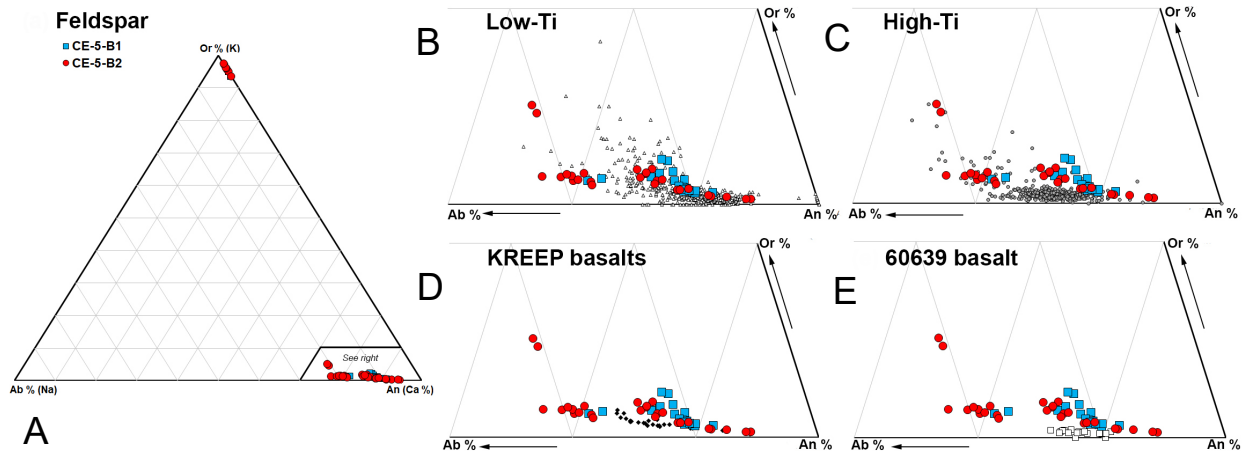 Feldspar
CE-5-B1
CE-5-B2
Or % (K)
See right
Ab % (Na)
An (Ca %)
A
B
Low-Ti
Or %
Ab %
An %
C
High-Ti
Or %
Ab %
An %
D
KREEP basalts
Or %
Ab %
An %
E
60639 basalt
Or %
Ab %
An %